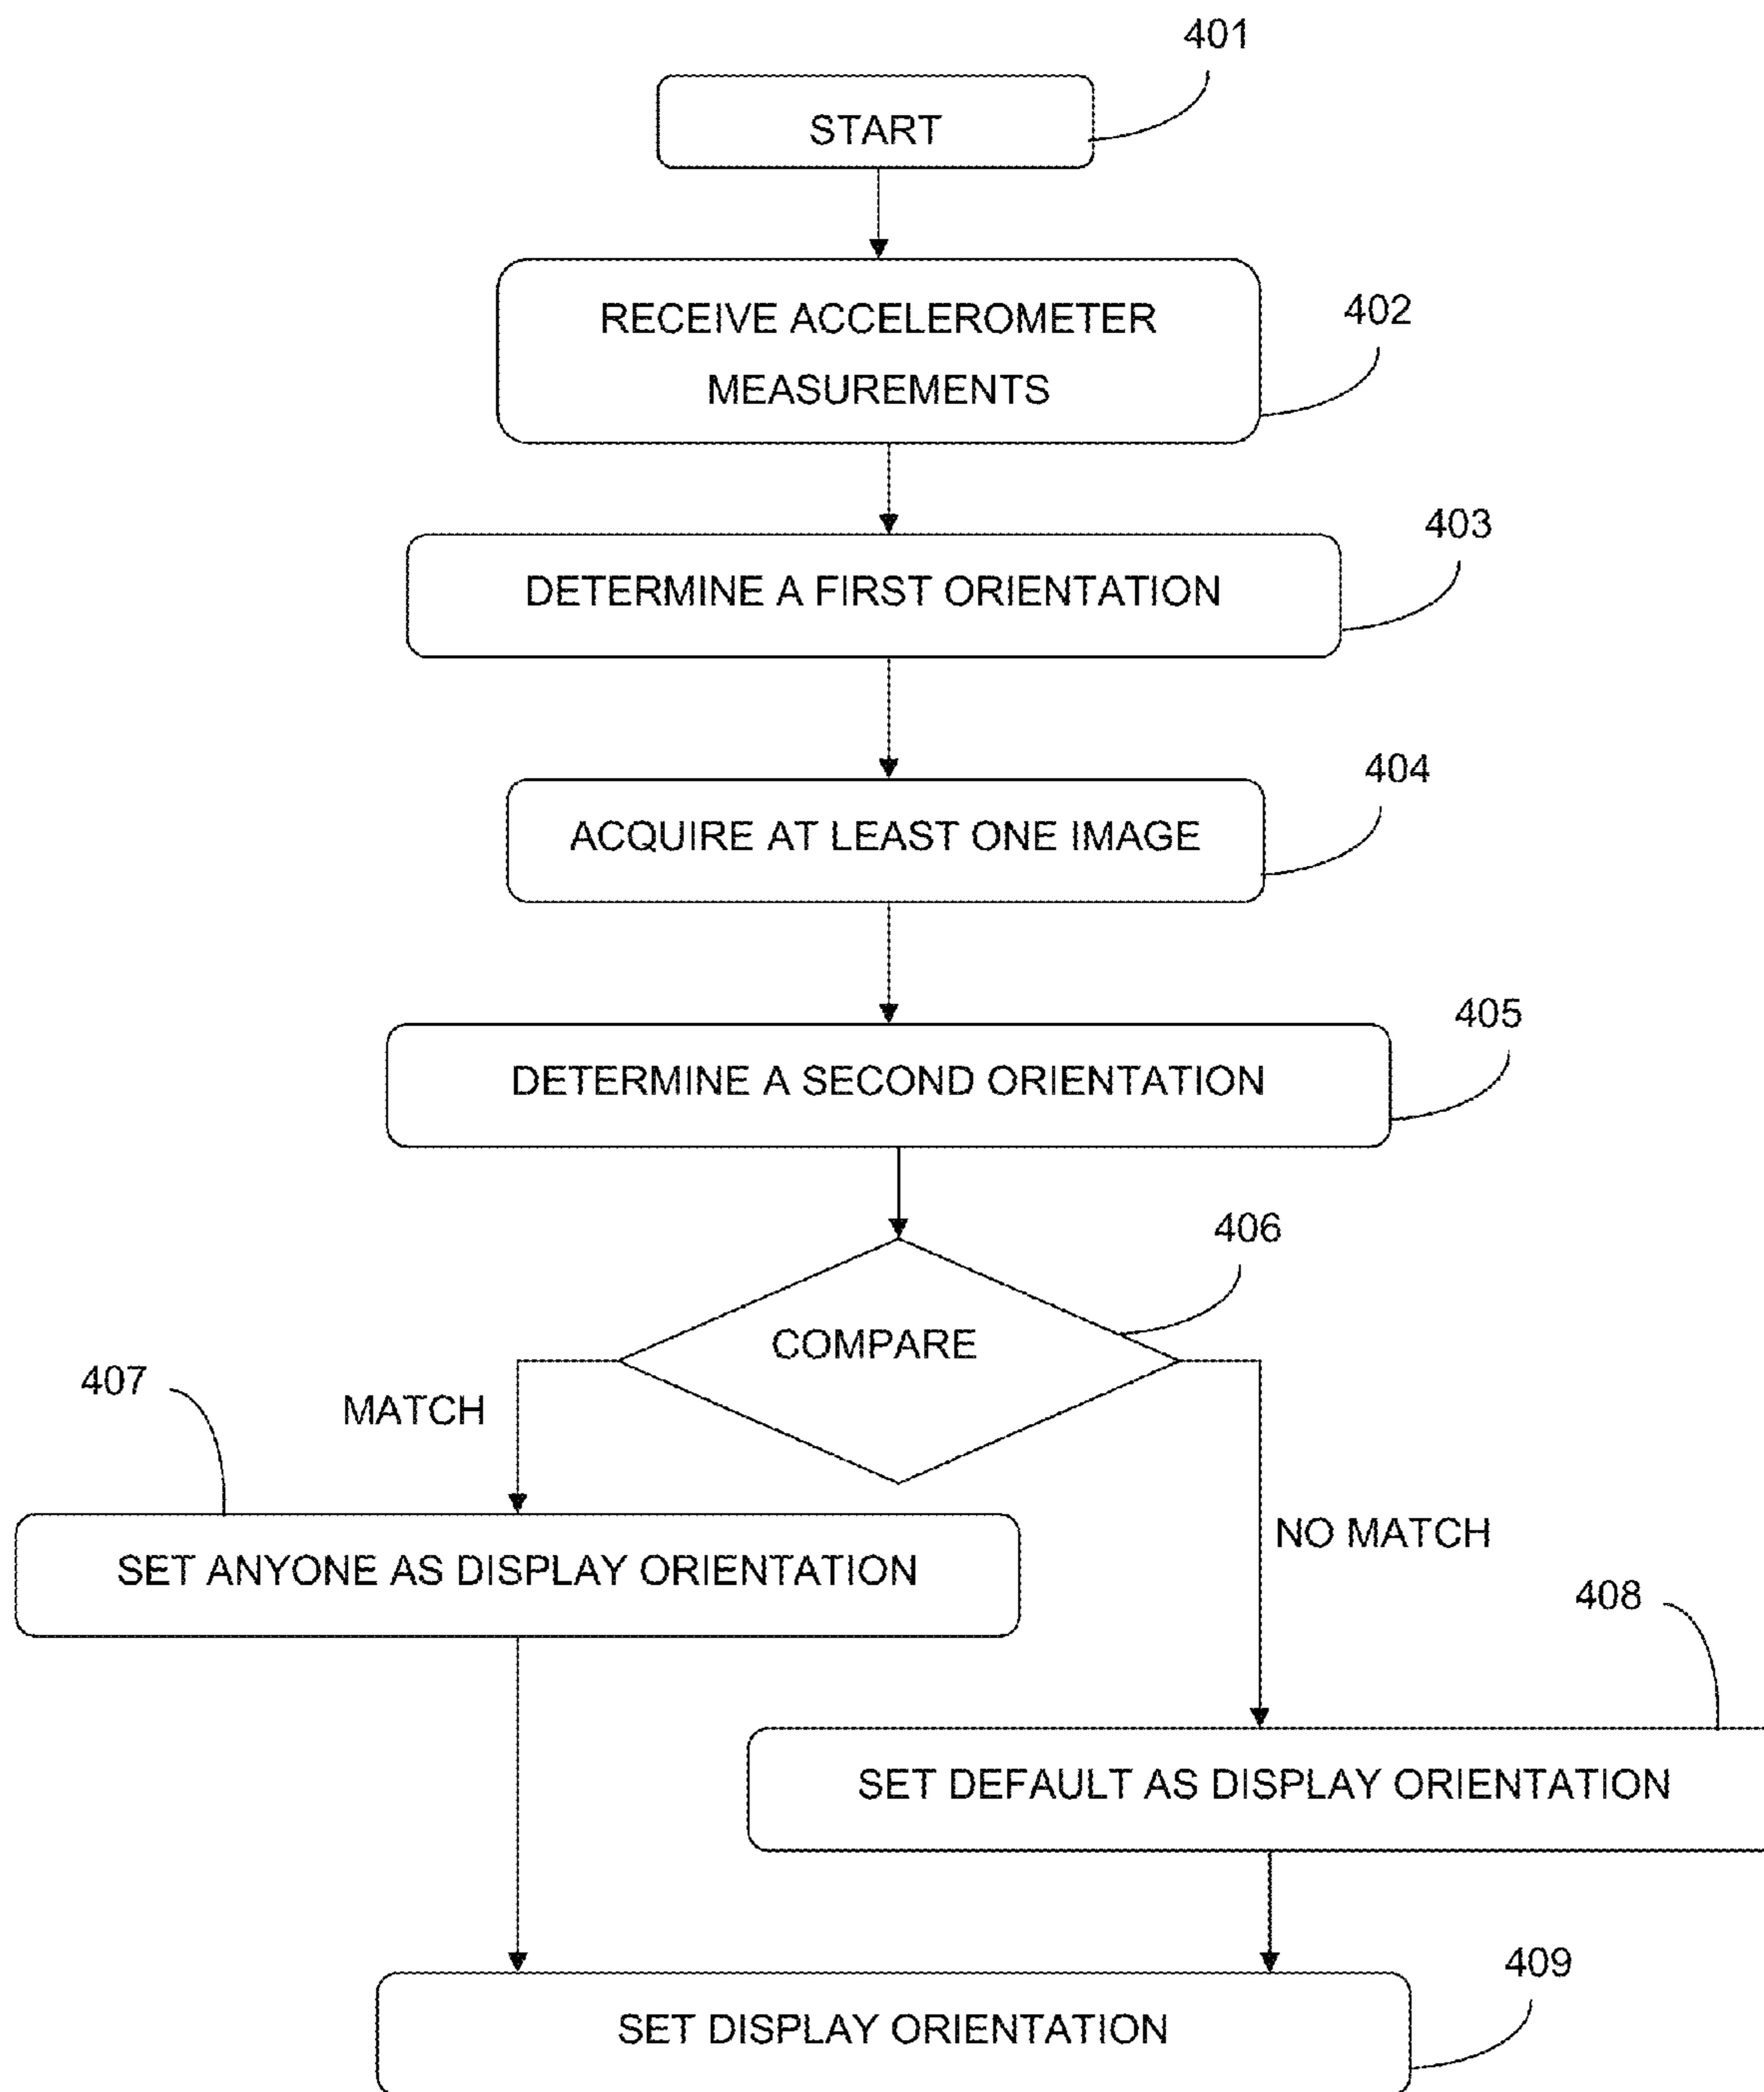 401
START
RECEIVE ACCELEROMETER
MEASUREMENTS
402
403
DETERMINE A FIRST ORIENTATION
404
ACQUIRE AT LEAST ONE IMAGE
405
DETERMINE A SECOND ORIENTATION
406
COMPARE
407
MATCH
NO MATCH
SET ANYONE AS DISPLAY ORIENTATION
408
SET DEFAULT AS DISPLAY ORIENTATION
409
SET DISPLAY ORIENTATION